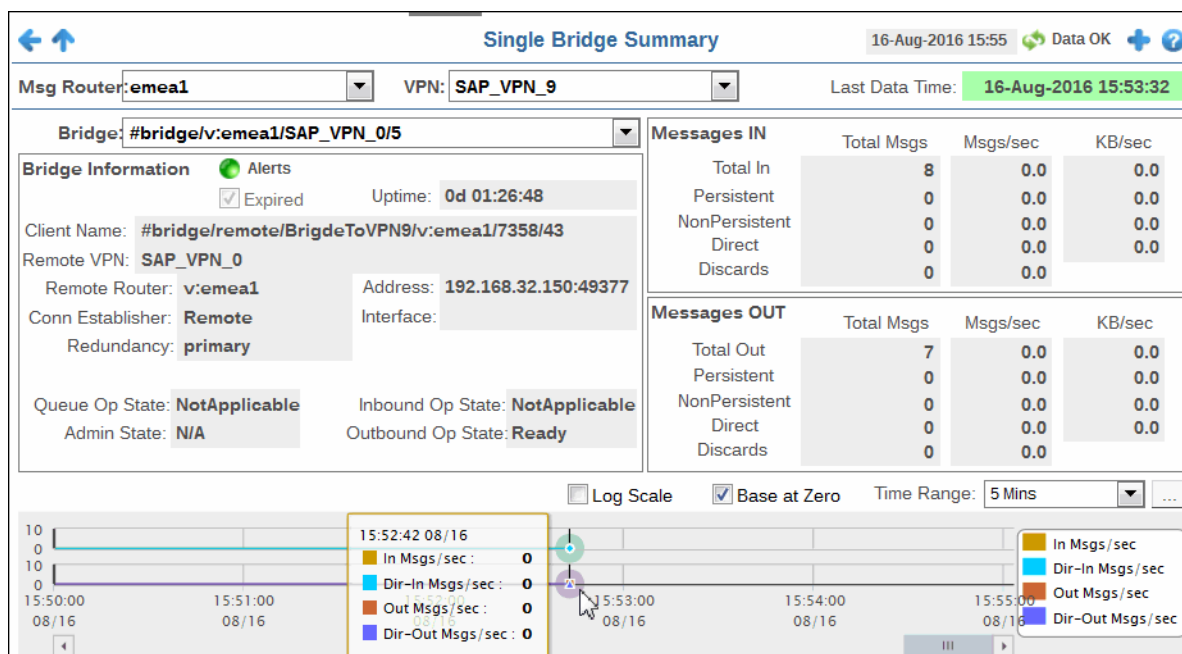 Single Bridge Summary 16-Aug-2016 15:55 Data OK
Msg Router: emea1 VPN: SAP_VPN_9 Last Data Time: 16-Aug-2016 15:53:32
Bridge: #bridge/v:emea1/SAP_VPN_0/5
Bridge Information Alerts
Expired Uptime: 0d 01:26:48
Client Name: #bridge/remote/BrigdeToVPN9/v:emea1/7358/43
Remote VPN: SAP_VPN_0
Remote Router: v:emea1 Address: 192.168.32.150:49377
Conn Establisher: Remote Interface:
Redundancy: primary
Queue Op State: NotApplicable Inbound Op State: NotApplicable
Admin State: N/A Outbound Op State: Ready
Messages IN Total Msgs Msgs/sec KB/sec
Total In 8 0.0 0.0
Persistent 0 0.0 0.0
NonPersistent 0 0.0 0.0
Direct 0 0.0 0.0
Discards 0 0.0
Messages OUT Total Msgs Msgs/sec KB/sec
Total Out 7 0.0 0.0
Persistent 0 0.0 0.0
NonPersistent 0 0.0 0.0
Direct 0 0.0 0.0
Discards 0 0.0
Log Scale Base at Zero Time Range: 5 Mins ...
10
0
10
0
15:52:42 08/16
In Msgs/sec : 0
Dir-In Msgs/sec : 0
Out Msgs/sec : 0
Dir-Out Msgs/sec : 0
In Msgs/sec
Dir-In Msgs/sec
Out Msgs/sec
Dir-Out Msgs/sec
15:50:00 15:51:00 15:52:00 15:53:00 15:54:00 15:55:00
08/16 08/16 08/16 08/16 08/16 08/16